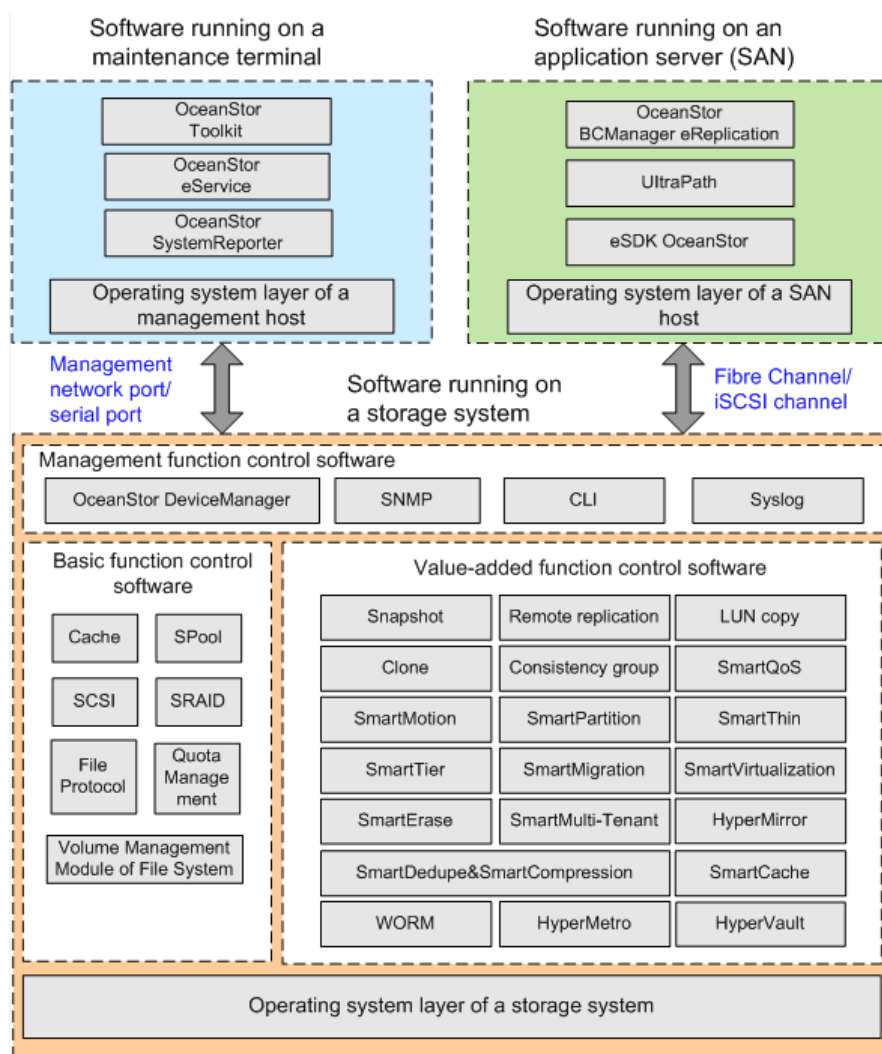 Software running on a
maintenance terminal
Software running on an
application server (SAN)
OceanStor
Toolkit
OceanStor
eService
OceanStor
SystemReporter
Operating system layer of a
management host
OceanStor
BCManager eReplication
UltraPath
eSDK OceanStor
Operating system layer of a SAN
host
Management
network port/
serial port
Software running on
a storage system
Fibre Channel/
iSCSI channel
Management function control software
OceanStor DeviceManager
SNMP
CLI
Syslog
Basic function control
software
Cache
SPool
SCSI
SRAID
File
Protocol
Quota
Manage
ment
Volume Management
Module of File System
Value-added function control software
Snapshot
Remote replication
LUN copy
Clone
Consistency group
SmartQoS
SmartMotion
SmartPartition
SmartThin
SmartTier
SmartMigration
SmartVirtualization
SmartErase
SmartMulti-Tenant
HyperMirror
SmartDedupe&SmartCompression
SmartCache
WORM
HyperMetro
HyperVault
Operating system layer of a storage system